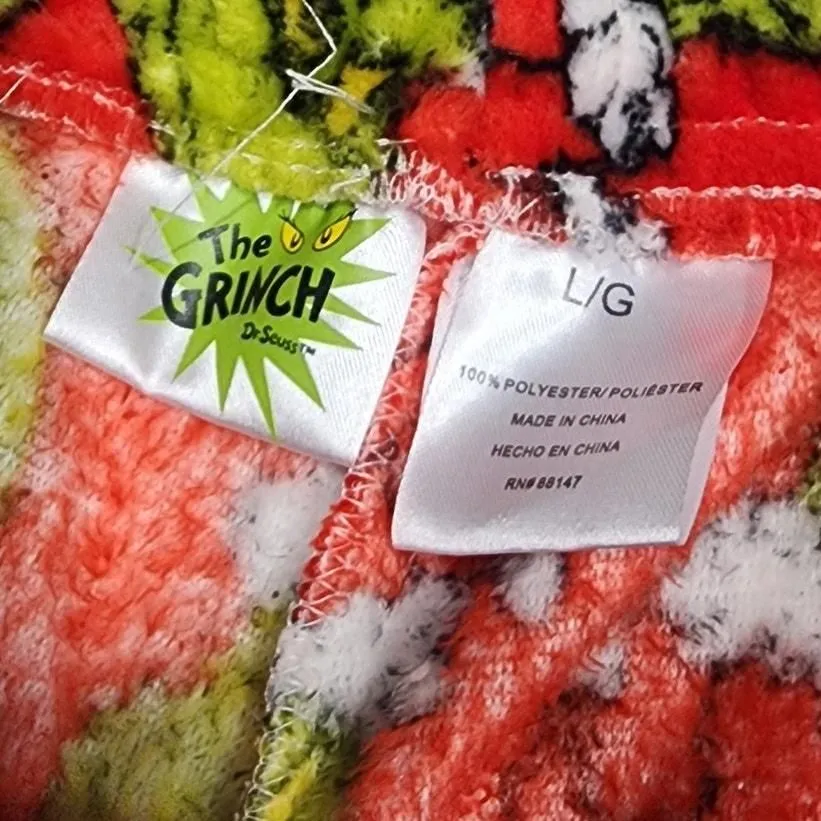 The
GRINCH
Dr. Seuss™
L/G
100% POLYESTER/POLIÉSTER
MADE IN CHINA
HECHO EN CHINA
RN# 88147